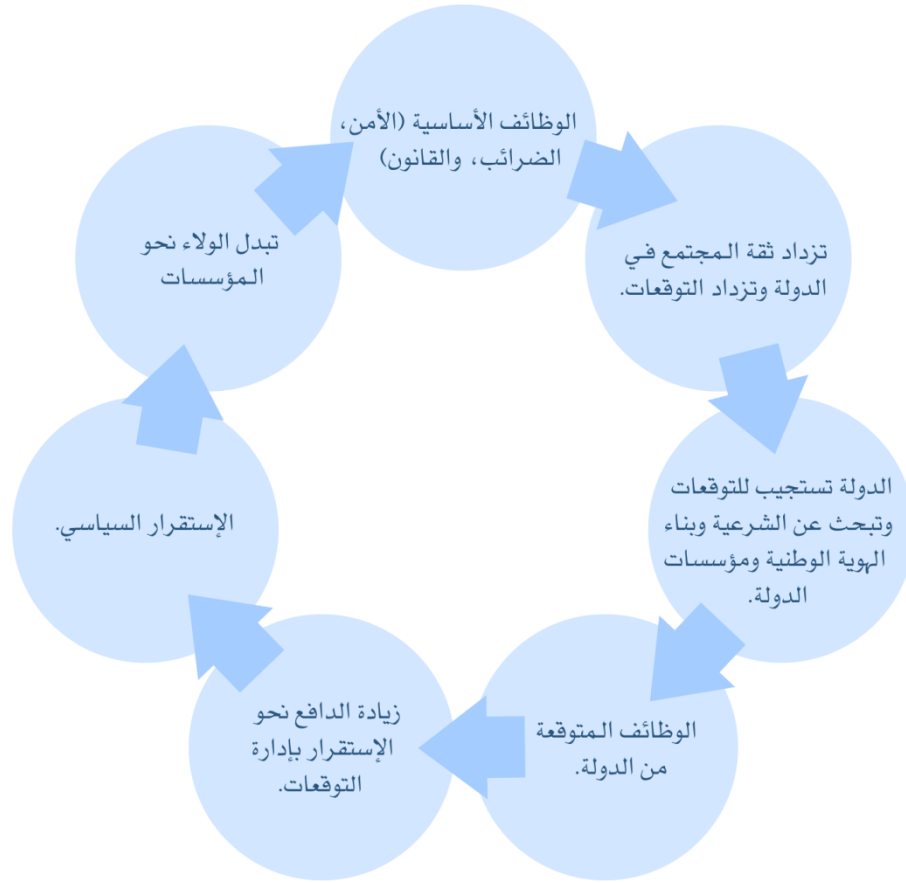 الوظائف الأساسية (الأمن،
الضرائب، والقانون)
تزداد ثقة المجتمع في
الدولة وتزداد التوقعات.
الدولة تستجيب للتوقعات
وتبحث عن الشرعية وبناء
الهوية الوطنية ومؤسسات
الدولة.
الوظائف المتوقعة
من الدولة.
زيادة الدافع نحو
الإستقرار بإدارة
التوقعات.
الإستقرار السياسي.
تبدل الولاء نحو
المؤسسات